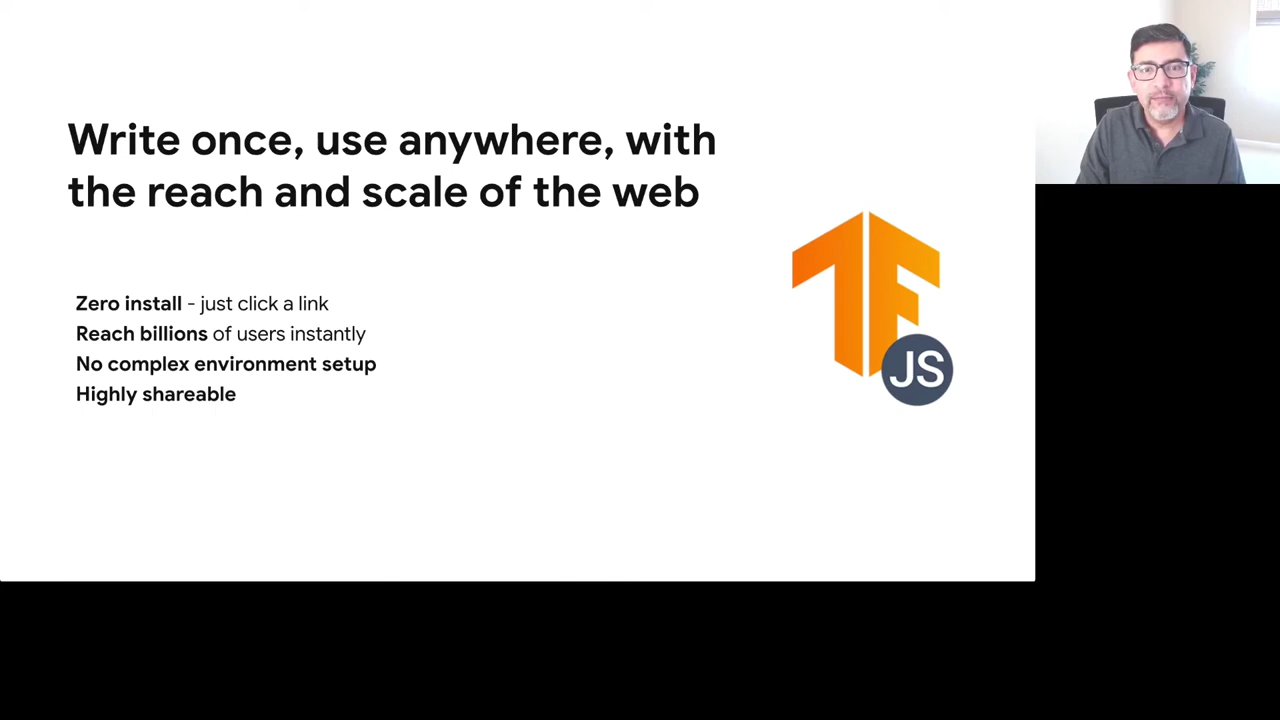 Write once, use anywhere, with
the reach and scale of the web
Zero install - just click a link
Reach billions of users instantly
No complex environment setup
Highly shareable
JS